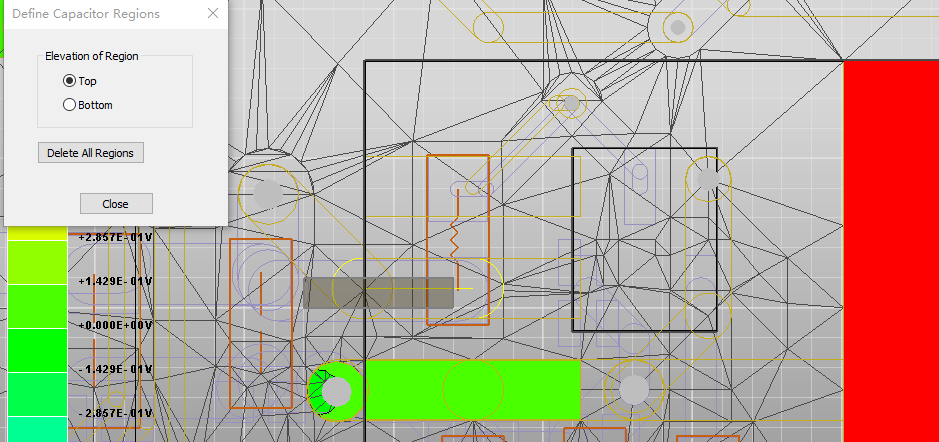 Define Capacitor Regions
Elevation of Region
Top
Bottom
Delete All Regions
Close
+2.857E-01V
+1.429E-01V
+0.000E+00V
-1.429E-01V
-2.857E-01V